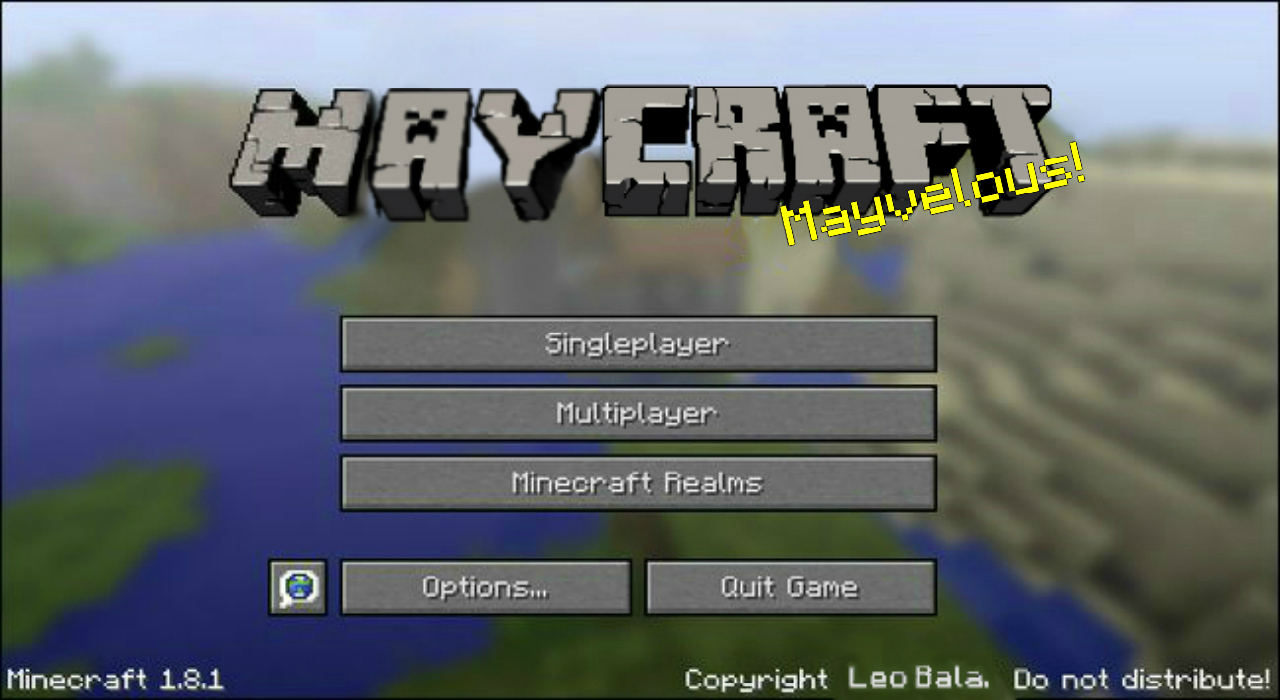 MAYCRAFT
Mayvelous!
Singleplayer
Multiplayer
Minecraft Realms
Options...
Quit Game
Minecraft 1.8.1
Copyright Leo Bala. Do not distribute!